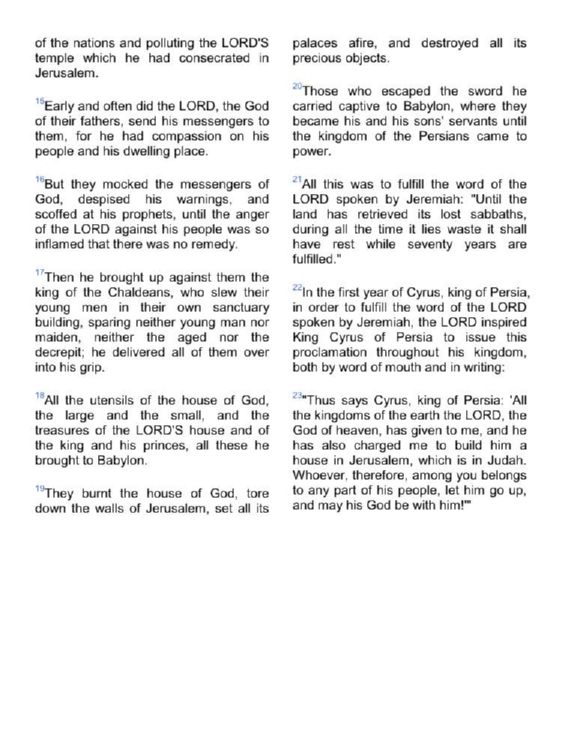 of the nations and polluting the LORD'S
temple which he had consecrated in
Jerusalem.
15Early and often did the LORD, the God
of their fathers, send his messengers to
them, for he had compassion on his
people and his dwelling place.
16But they mocked the messengers of
God, despised his warnings, and
scoffed at his prophets, until the anger
of the LORD against his people was so
inflamed that there was no remedy.
17Then he brought up against them the
king of the Chaldeans, who slew their
young men in their own sanctuary
building, sparing neither young man nor
maiden, neither the aged nor the
decrepit; he delivered all of them over
into his grip.
18All the utensils of the house of God,
the large and the small, and the
treasures of the LORD'S house and of
the king and his princes, all these he
brought to Babylon.
19They burnt the house of God, tore
down the walls of Jerusalem, set all its
palaces afire, and destroyed all its
precious objects.
20Those who escaped the sword he
carried captive to Babylon, where they
became his and his sons' servants until
the kingdom of the Persians came to
power.
21All this was to fulfill the word of the
LORD spoken by Jeremiah: "Until the
land has retrieved its lost sabbaths,
during all the time it lies waste it shall
have rest while seventy years are
fulfilled."
22In the first year of Cyrus, king of Persia,
in order to fulfill the word of the LORD
spoken by Jeremiah, the LORD inspired
King Cyrus of Persia to issue this
proclamation throughout his kingdom,
both by word of mouth and in writing:
23"Thus says Cyrus, king of Persia: 'All
the kingdoms of the earth the LORD, the
God of heaven, has given to me, and he
has also charged me to build him a
house in Jerusalem, which is in Judah.
Whoever, therefore, among you belongs
to any part of his people, let him go up,
and may his God be with him!'"